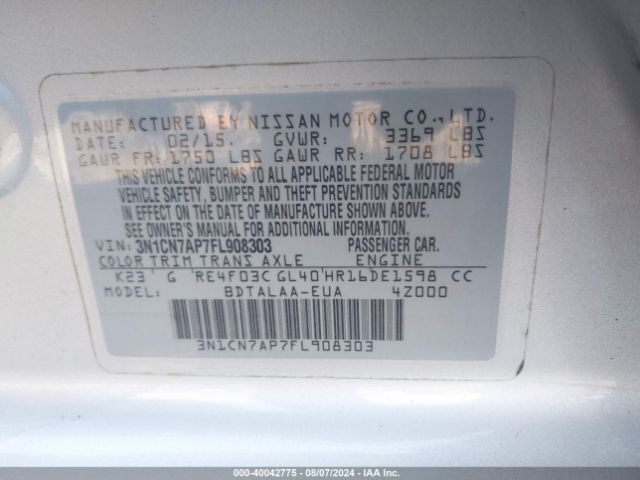 MANUFACTURED BY NISSAN MOTOR CO., LTD.
DATE: 02/15. GVWR: 3369 LBS
GAWR FR: 1750 LBS GAWR RR: 1708 LBS
THIS VEHICLE CONFORMS TO ALL APPLICABLE FEDERAL MOTOR
VEHICLE SAFETY, BUMPER AND THEFT PREVENTION STANDARDS
IN EFFECT ON THE DATE OF MANUFACTURE SHOWN ABOVE.
SEE OWNER'S MANUAL FOR ADDITIONAL INFORMATION.
VIN: 3N1CN7AP7FL908303 PASSENGER CAR.
COLOR TRIM TRANS AXLE ENGINE
K23 G RE4F03C GL40 HR16DE1598 CC
MODEL: BDTALAA-EUA 4Z000
3N1CN7AP7FL908303
000-40042775 - 08/07/2024 - IAAI.com